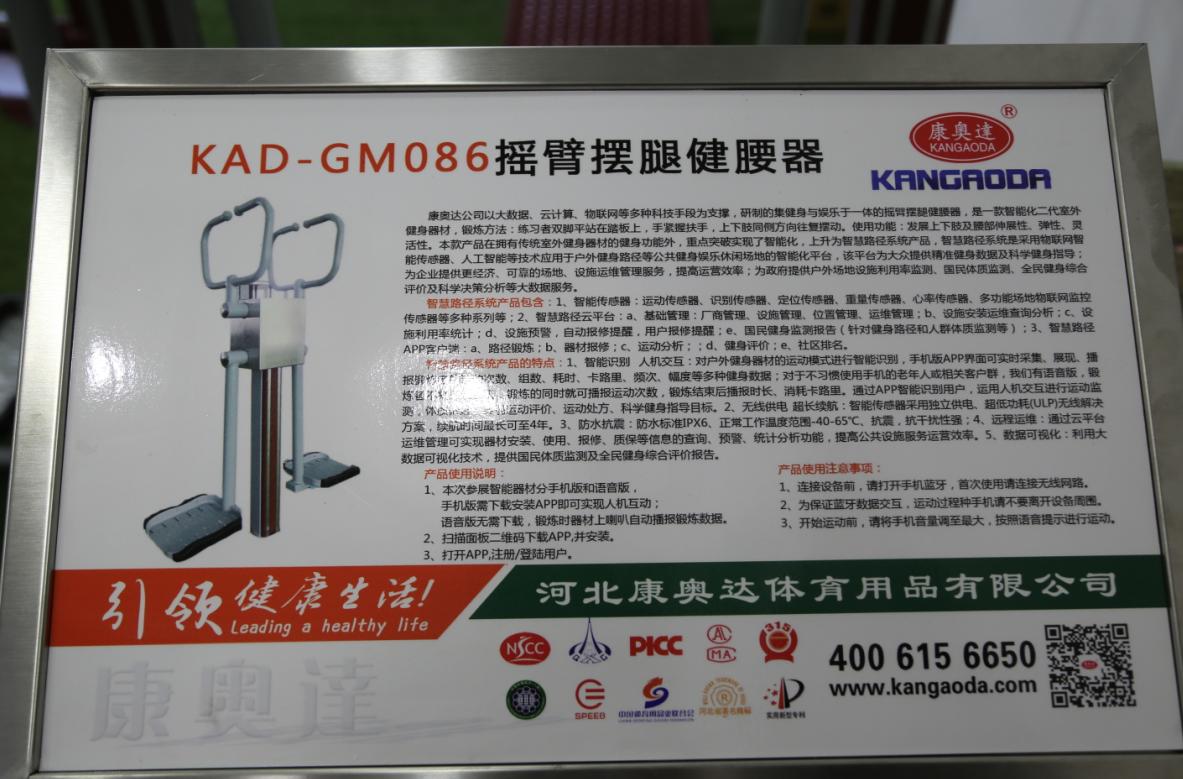 KAD-GM086摇臂摆腿健腰器
康奥達
KANGAODA
®
KANGAODA
康奥达公司以大数据、云计算、物联网等多种科技手段为支撑，研制的集健身与娱乐于一体的摇臂摆腿健腰器，是一款智能化二代室外
健身器材，锻炼方法：练习者双脚平站在踏板上，手紧握扶手，上下肢同侧方向往复摆动。使用功能：发展上下肢及腰部伸展性、弹性、灵
活性。本款产品在拥有传统室外健身器材的健身功能外，重点突破实现了智能化，上升为智慧路径系统产品，智慧路径系统是采用物联网智
能传感器、人工智能等技术应用于户外健身路径等公共健身娱乐休闲场地的智能化平台，该平台为大众提供精准健身数据及科学健身指导；
为企业提供更经济、可靠的场地、设施运维管理服务，提高运营效率；为政府提供户外场地设施利用率监测、国民体质监测、全民健身综合
评价及科学决策分析等大数据服务。
智慧路径系统产品包含：1、智能传感器：运动传感器、识别传感器、定位传感器、重量传感器、心率传感器、多功能场地物联网监控
传感器等多种系列等；2、智慧路径云平台：a、基础管理：厂商管理、设施管理、位置管理、运维管理；b、设施安装运维查询分析；c、设
施利用率统计；d、设施预警，自动报修提醒，用户报修提醒；e、国民健身监测报告（针对健身路径和人群体质监测等）；3、智慧路径
APP客户端：a、路径锻炼；b、器材报修；c、运动分析；；d、健身评价；e、社区排名。
径系统产品的特点：1、智能识别 人机交互：对户外健身器材的运动模式进行智能识别，手机版APP界面可实时采集、展现、播
报锻 次数、组数、耗时、卡路里、频次、幅度等多种健身数据；对于不习惯使用手机的老年人或相关客户群，我们有语音版，锻
炼 锻炼的同时就可播报运动次数，锻炼结束后播报时长、消耗卡路里。通过APP智能识别用户，运用人机交互进行运动监
测 体质 运动评价、运动处方、科学健身指导目标。2、无线供电 超长续航：智能传感器采用独立供电、超低功耗(ULP)无线解决
方案，续航时间最长可至4年。3、防水抗震：防水标准IPX6、正常工作温度范围-40-65℃、抗震，抗干扰性强；4、远程运维：通过云平台
运维管理可实现器材安装、使用、报修、质保等信息的查询、预警、统计分析功能，提高公共设施服务运营效率。5、数据可视化：利用大
数据可视化技术，提供国民体质监测及全民健身综合评价报告。
产品使用说明：
1、本次参展智能器材分手机版和语音版，
手机版需下载安装APP即可实现人机互动；
语音版无需下载，锻炼时器材上喇叭自动播报锻炼数据。
2、扫描面板二维码下载APP,并安装。
3、打开APP,注册/登陆用户。
产品使用注意事项：
1、连接设备前，请打开手机蓝牙，首次使用请连接无线网路。
2、为保证蓝牙数据交互，运动过程种手机请不要离开设备周围。
3、开始运动前，请将手机音量调至最大，按照语音提示进行运动。
引领健康生活!
Leading a healthy life
河北康奥达体育用品有限公司
康奥達
NSCC
PICC
MA
315
SPEEB
中国体育用品业联合会
河北省著名商标
实用新型专利
400 615 6650
www.kangaoda.com